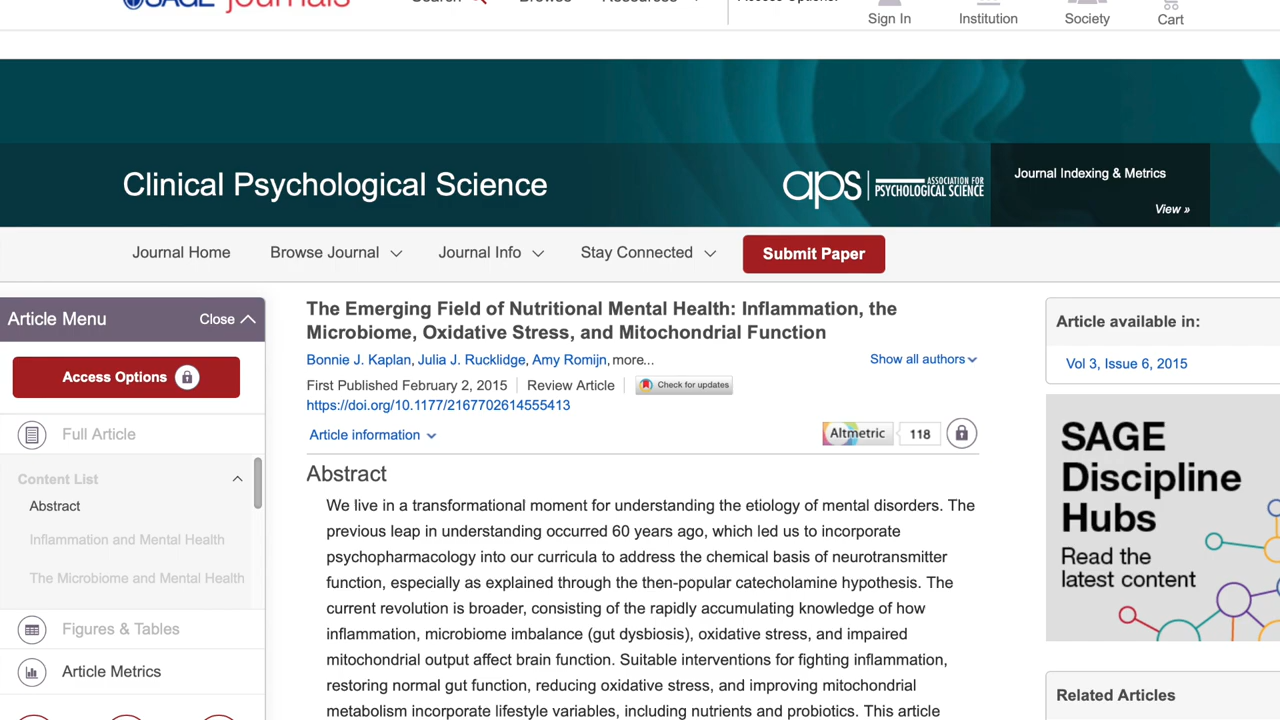 SAGE journals
Search Browse Resources Access Options:
Sign In Institution Society Cart
Clinical Psychological Science
aps ASSOCIATION FOR
PSYCHOLOGICAL SCIENCE
Journal Indexing & Metrics
View »
Journal Home Browse Journal Journal Info Stay Connected Submit Paper
Article Menu Close
Access Options
Full Article
Content List
Abstract
Inflammation and Mental Health
The Microbiome and Mental Health
Figures & Tables
Article Metrics
The Emerging Field of Nutritional Mental Health: Inflammation, the
Microbiome, Oxidative Stress, and Mitochondrial Function
Bonnie J. Kaplan, Julia J. Rucklidge, Amy Romijn, more...
Show all authors
First Published February 2, 2015 Review Article Check for updates
https://doi.org/10.1177/2167702614555413
Article information
Altmetric 118
Abstract
We live in a transformational moment for understanding the etiology of mental disorders. The
previous leap in understanding occurred 60 years ago, which led us to incorporate
psychopharmacology into our curricula to address the chemical basis of neurotransmitter
function, especially as explained through the then-popular catecholamine hypothesis. The
current revolution is broader, consisting of the rapidly accumulating knowledge of how
inflammation, microbiome imbalance (gut dysbiosis), oxidative stress, and impaired
mitochondrial output affect brain function. Suitable interventions for fighting inflammation,
restoring normal gut function, reducing oxidative stress, and improving mitochondrial
metabolism incorporate lifestyle variables, including nutrients and probiotics. This article
Article available in:
Vol 3, Issue 6, 2015
SAGE
Discipline
Hubs
Read the
latest content
Related Articles